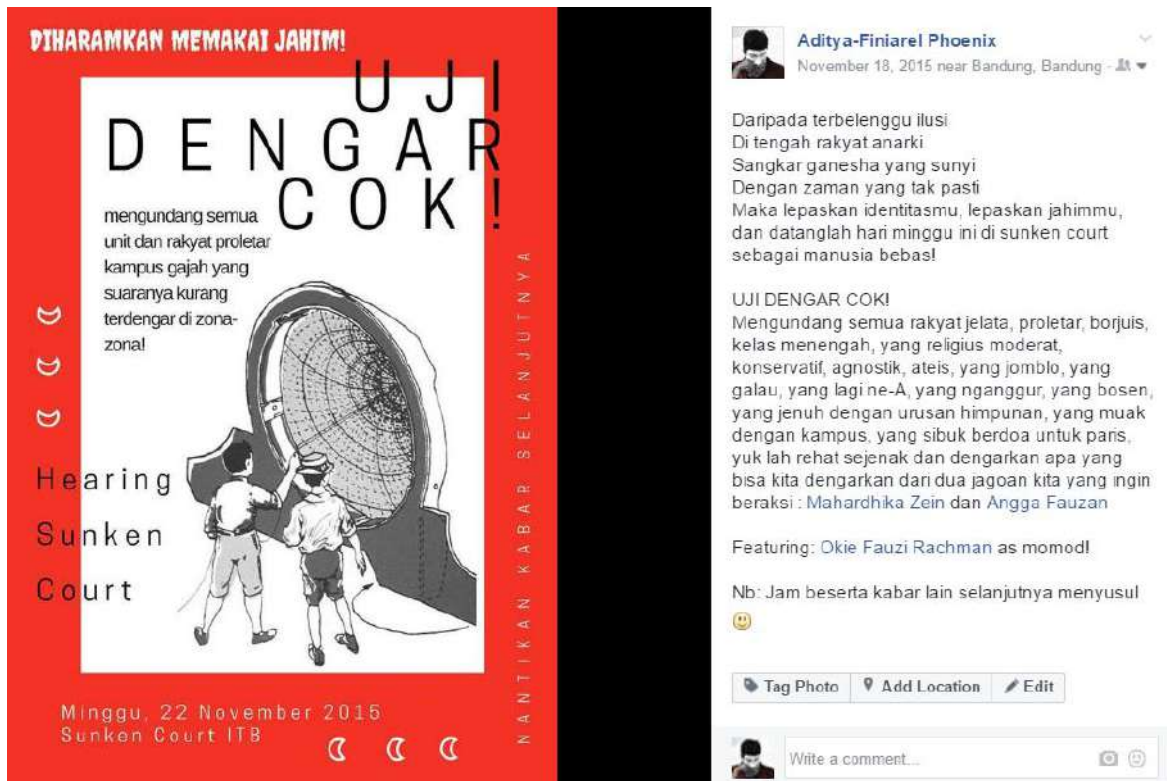 DIHARAMKAN MEMAKAI JAHIM!
UJI
DENGAR
COK!
mengundang semua
unit dan rakyat proletar
kampus gajah yang
suaranya kurang
terdengar di zona-
zona!
Hearing
Sunken
Court
NANTIKAN KABAR SELANJUTNYA
Minggu, 22 November 2015
Sunken Court ITB
Aditya-Finiarel Phoenix
November 18, 2015 near Bandung, Bandung
Daripada terbelenggu ilusi
Di tengah rakyat anarki
Sangkar ganesha yang sunyi
Dengan zaman yang tak pasti
Maka lepaskan identitasmu, lepaskan jahimmu,
dan datanglah hari minggu ini di sunken court
sebagai manusia bebas!
UJI DENGAR COK!
Mengundang semua rakyat jelata, proletar, borjuis,
kelas menengah, yang religius moderat,
konservatif, agnostik, ateis, yang jomblo, yang
galau, yang lagi ne-A, yang nganggur, yang bosen,
yang jenuh dengan urusan himpunan, yang muak
dengan kampus, yang sibuk berdoa untuk paris,
yuk lah rehat sejenak dan dengarkan apa yang
bisa kita dengarkan dari dua jagoan kita yang ingin
beraksi : Mahardhika Zein dan Angga Fauzan
Featuring: Okie Fauzi Rachman as momod!
Nb: Jam beserta kabar lain selanjutnya menyusul
Tag Photo
Add Location
Edit
Write a comment...